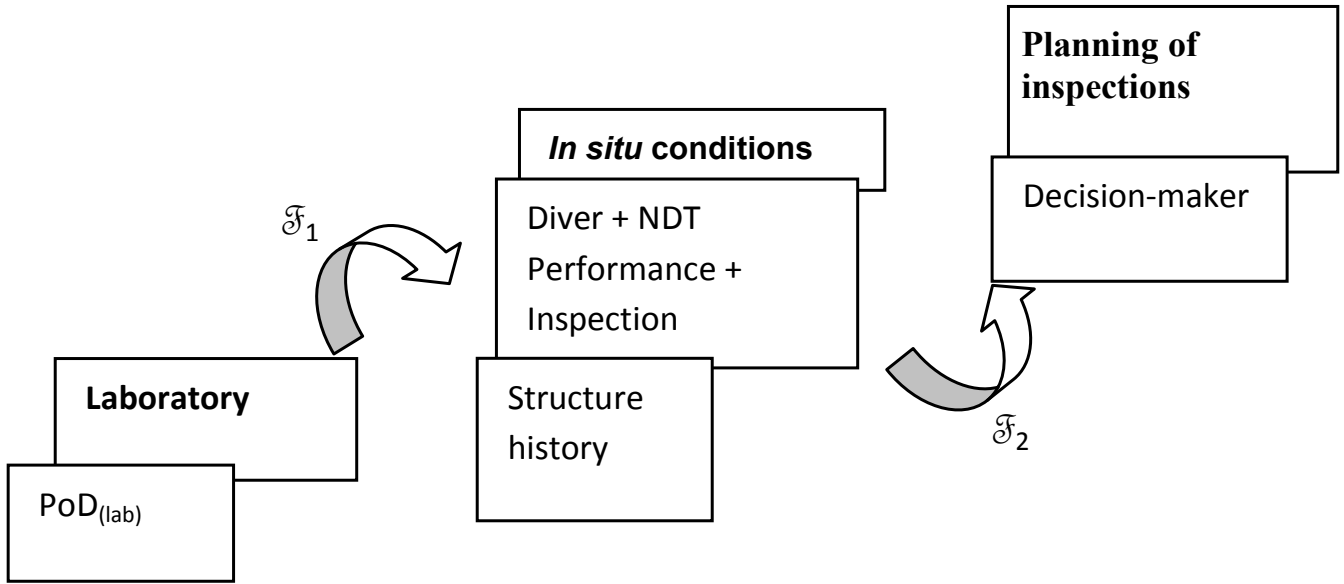 Laboratory
PoD(lab)
ℱ1
In situ conditions
Diver + NDT
Performance +
Inspection
Structure
history
ℱ2
Planning of
inspections
Decision-maker